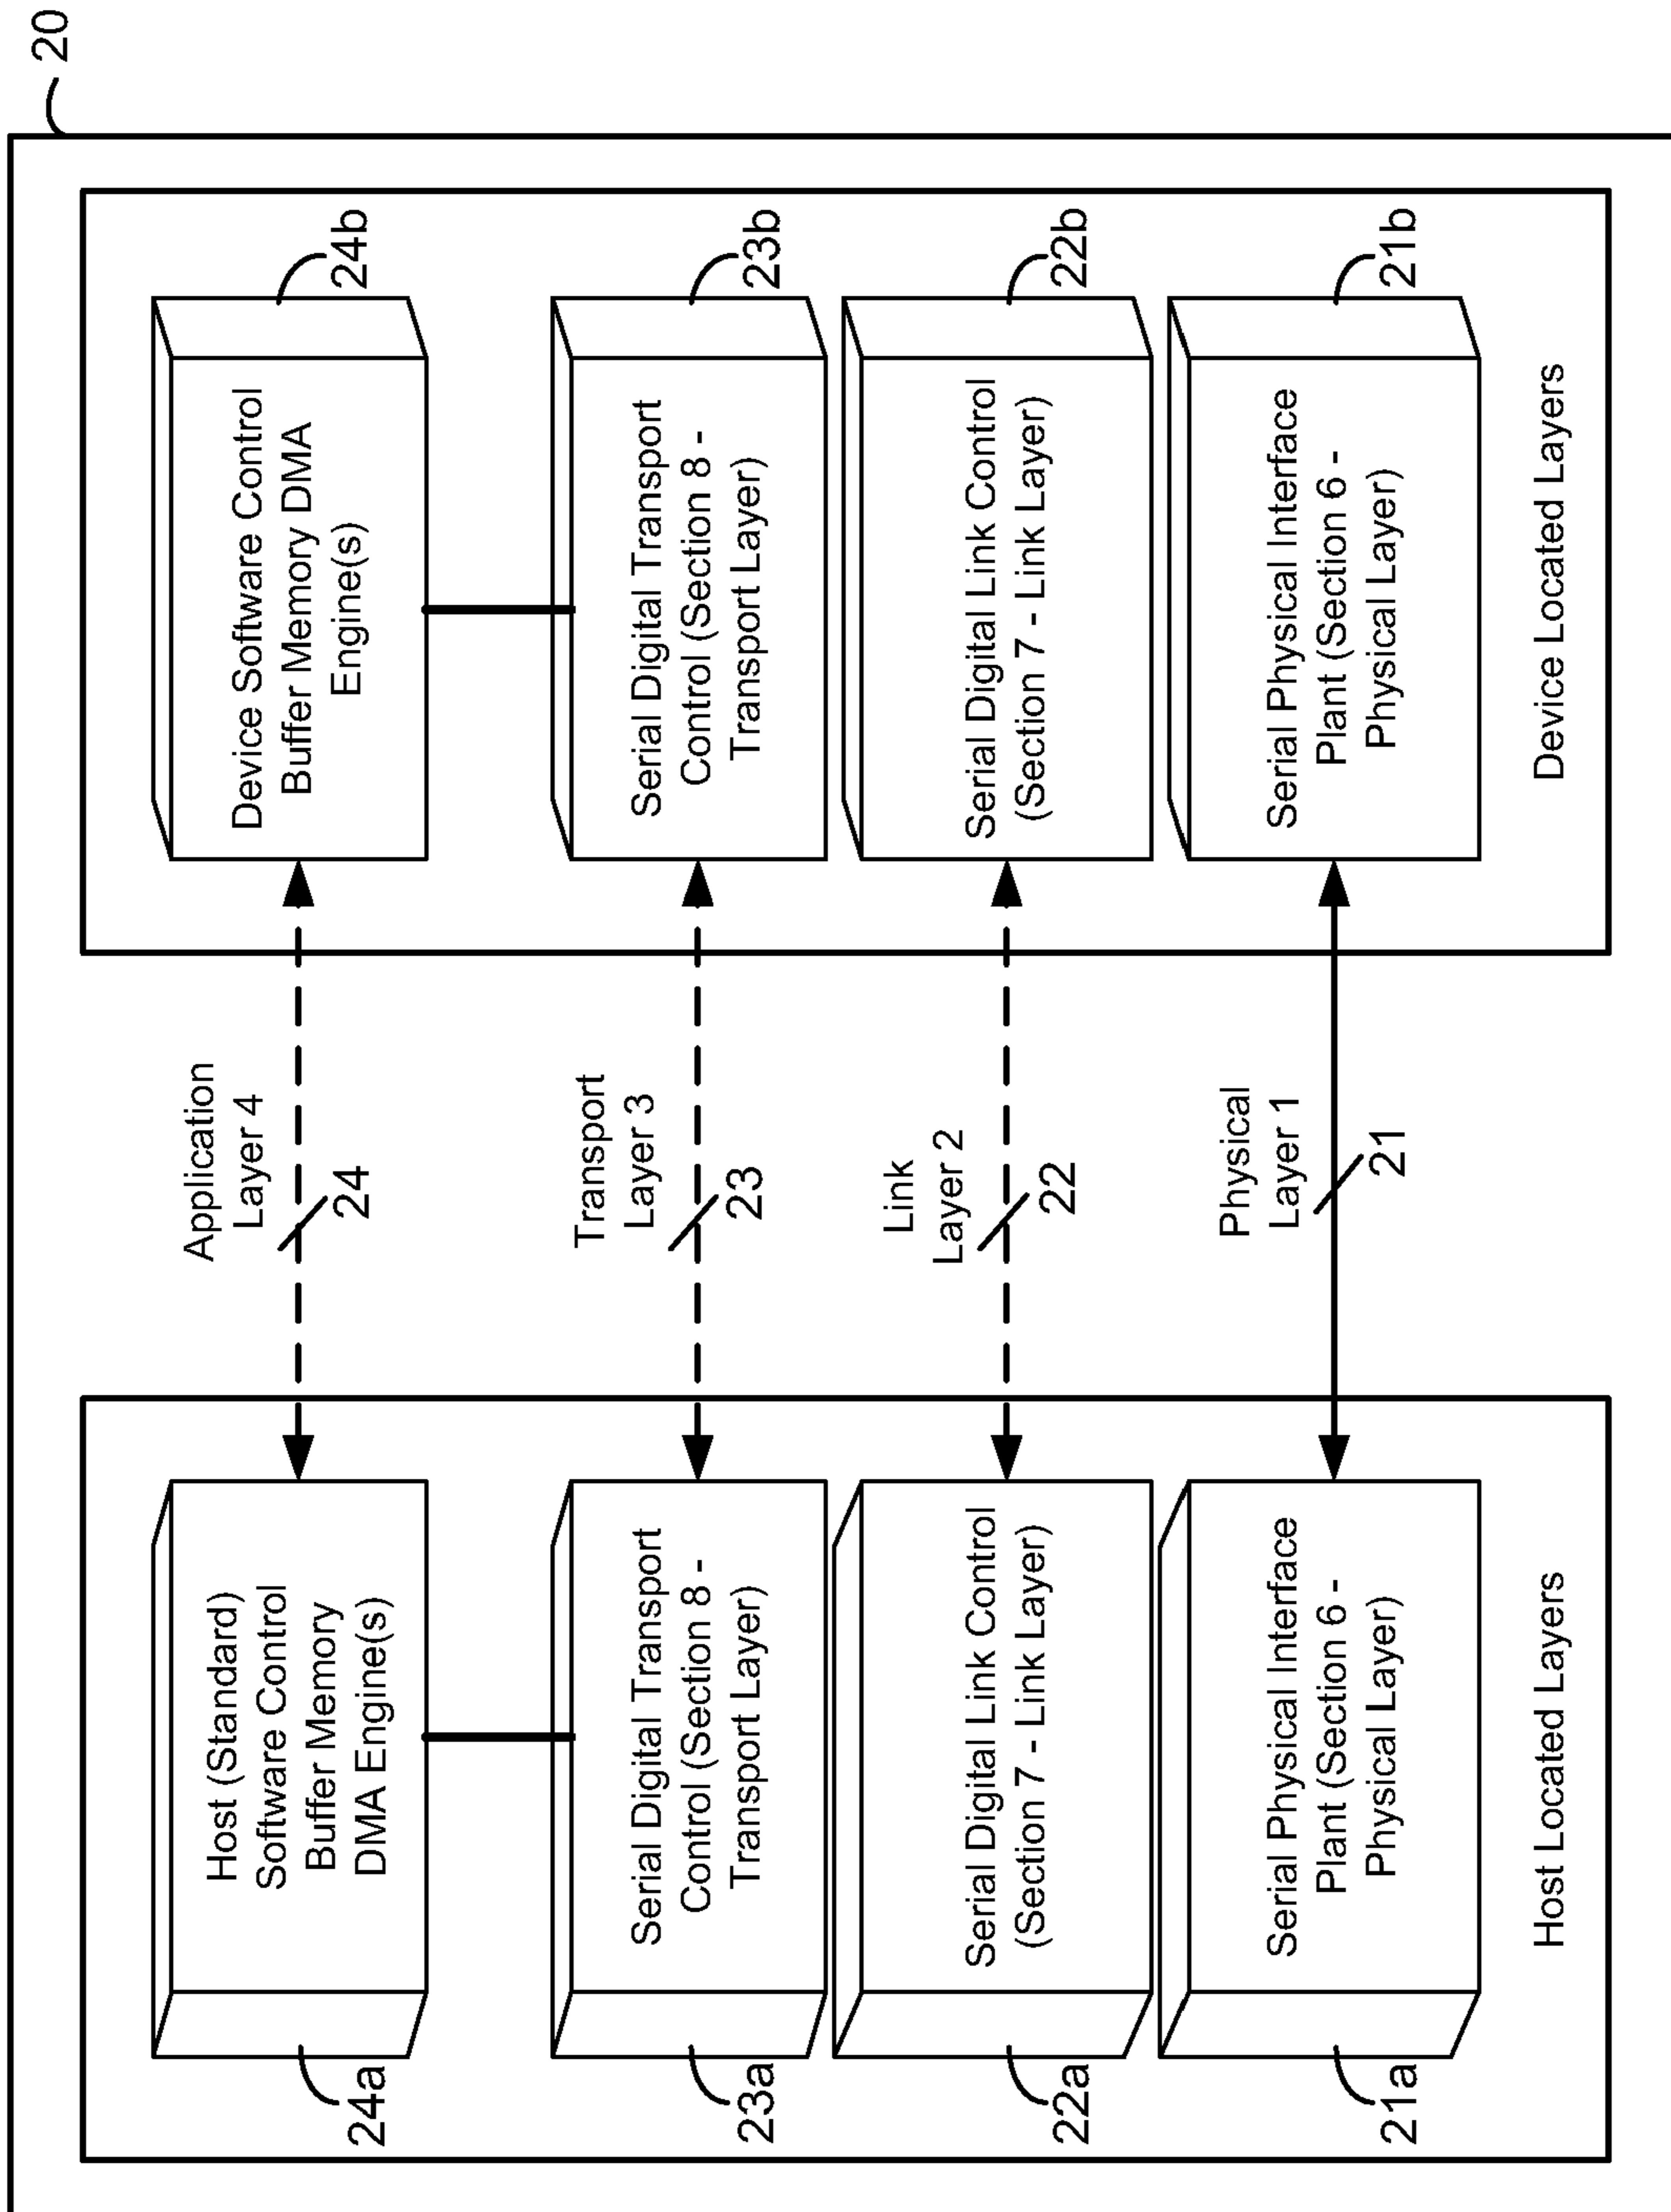 20
24a
Host (Standard)
Software Control
Buffer Memory
DMA Engine(s)
Application
Layer 4
24
Device Software Control
Buffer Memory DMA
Engine(s)
24b
23a
Serial Digital Transport
Control (Section 8 -
Transport Layer)
Transport
Layer 3
23
Serial Digital Transport
Control (Section 8 -
Transport Layer)
23b
22a
Serial Digital Link Control
(Section 7 - Link Layer)
Link
Layer 2
22
Serial Digital Link Control
(Section 7 - Link Layer)
22b
21a
Serial Physical Interface
Plant (Section 6 -
Physical Layer)
Physical
Layer 1
21
Serial Physical Interface
Plant (Section 6 -
Physical Layer)
21b
Host Located Layers
Device Located Layers